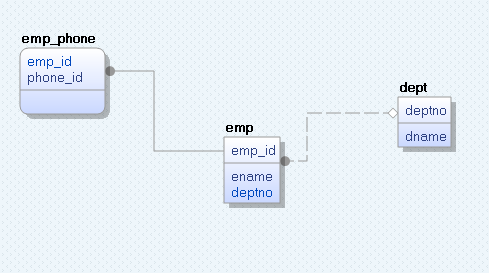 emp_phone
emp_id
phone_id
emp
emp_id
ename
deptno
dept
deptno
dname